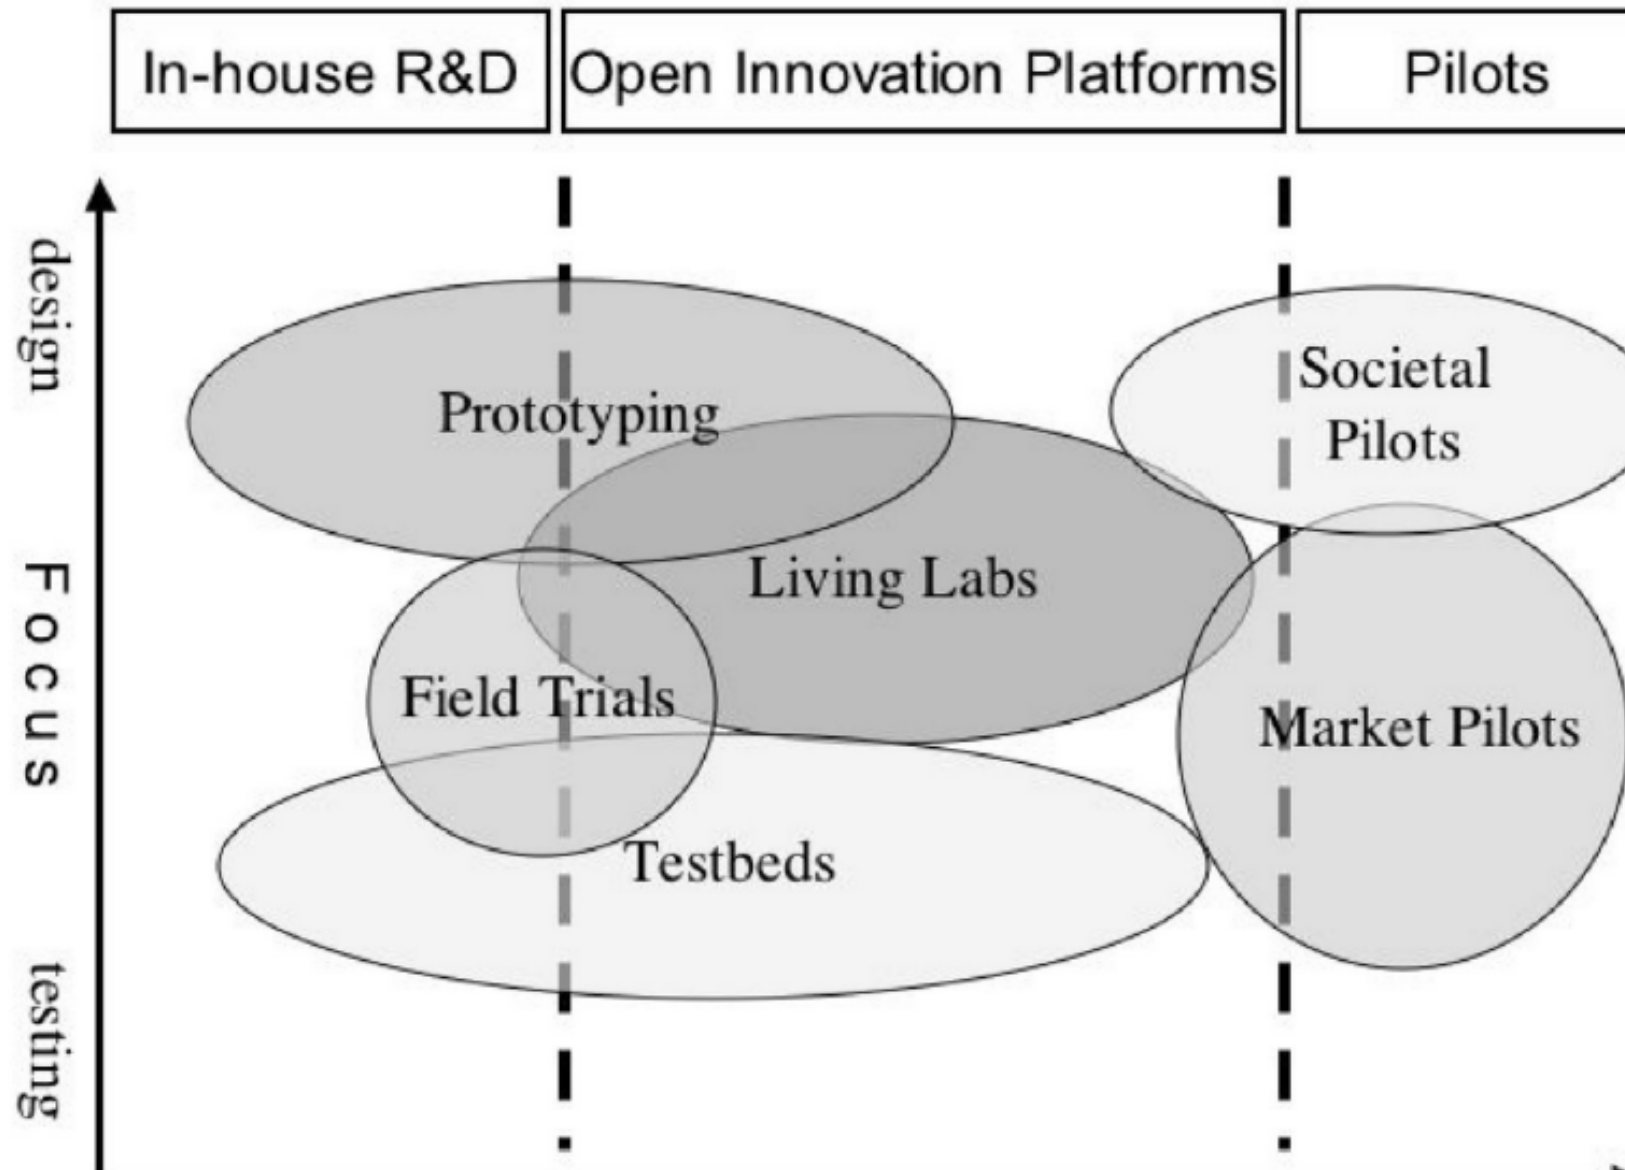 In-house R&D
Open Innovation Platforms
Pilots
design
Focus
testing
Prototyping
Societal
Pilots
Living Labs
Field Trials
Market Pilots
Testbeds